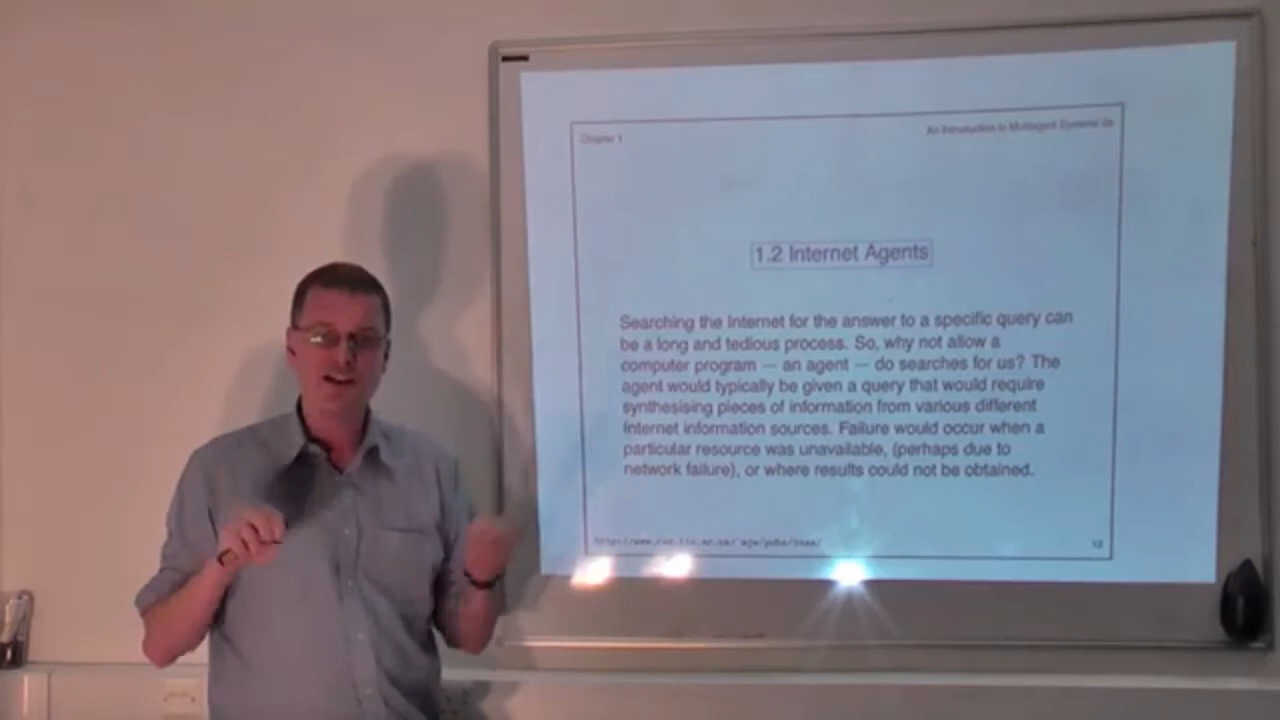 Chapter 1
An Introduction to Multiagent Systems 2e
1.2 Internet Agents
Searching the Internet for the answer to a specific query can
be a long and tedious process. So, why not allow a
computer program — an agent — do searches for us? The
agent would typically be given a query that would require
synthesising pieces of information from various different
Internet information sources. Failure would occur when a
particular resource was unavailable, (perhaps due to
network failure), or where results could not be obtained.